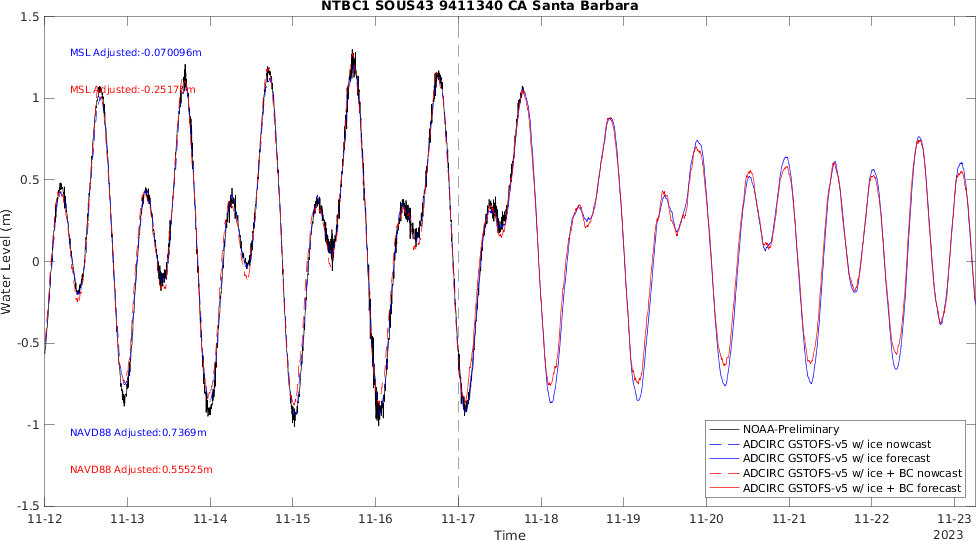 NTBC1 SOUS43 9411340 CA Santa Barbara
1.5
1
0.5
0
-0.5
-1
-1.5
Water Level (m)
MSL Adjusted:-0.070096m
MSL Adjusted:-0.2517
NAVD88 Adjusted:0.7369m
NAVD88 Adjusted:0.55525m
NOAA-Preliminary
ADCIRC GSTOFS-v5 w/ ice nowcast
ADCIRC GSTOFS-v5 w/ ice forecast
ADCIRC GSTOFS-v5 w/ ice + BC nowcast
ADCIRC GSTOFS-v5 w/ ice + BC forecast
11-12 11-13 11-14 11-15 11-16 11-17 11-18 11-19 11-20 11-21 11-22 11-23
Time
2023